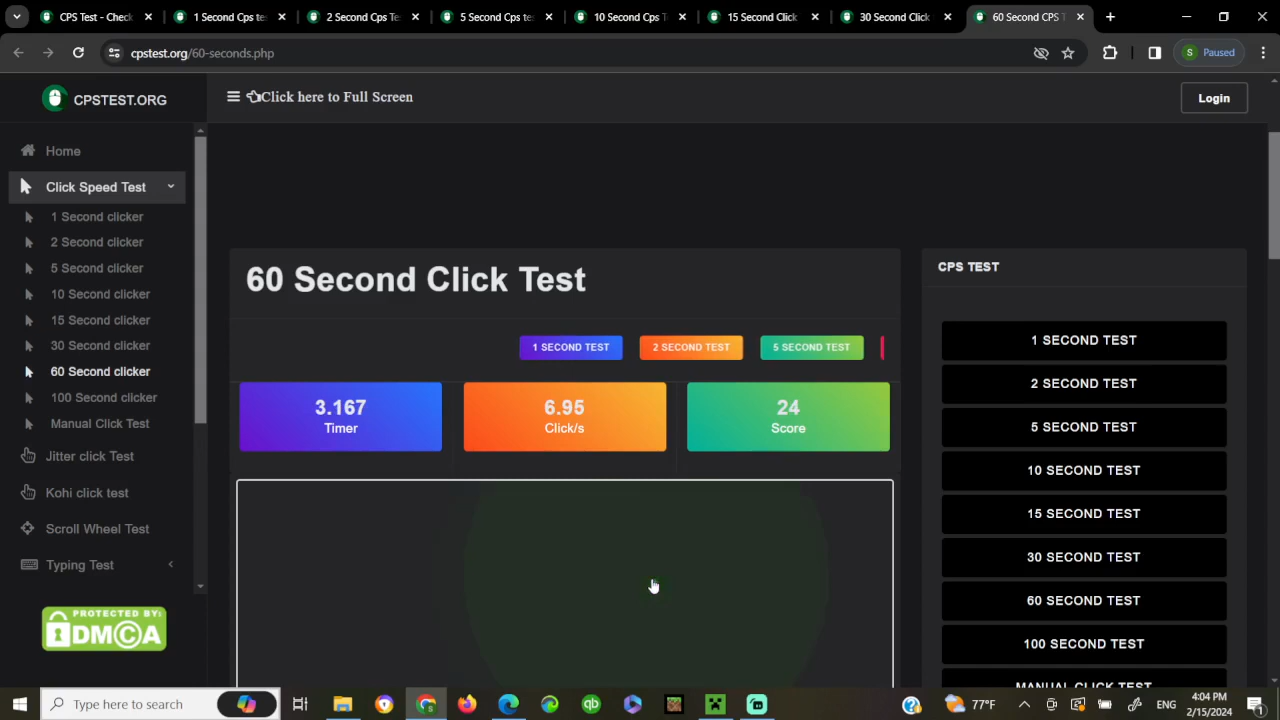 CPS Test - Check
1 Second Cps te
2 Second Cps Te
5 Second Cps te
10 Second Cps T
15 Second Click
30 Second Click
60 Second CPS T
cpstest.org/60-seconds.php
S Paused
CPSTEST.ORG
Click here to Full Screen
Login
Home
Click Speed Test
1 Second clicker
2 Second clicker
5 Second clicker
10 Second clicker
15 Second clicker
30 Second clicker
60 Second clicker
100 Second clicker
Manual Click Test
Jitter click Test
Kohi click test
Scroll Wheel Test
Typing Test
PROTECTED BY:
DMCA
60 Second Click Test
1 SECOND TEST
2 SECOND TEST
5 SECOND TEST
3.167
Timer
6.95
Click/s
24
Score
CPS TEST
1 SECOND TEST
2 SECOND TEST
5 SECOND TEST
10 SECOND TEST
15 SECOND TEST
30 SECOND TEST
60 SECOND TEST
100 SECOND TEST
MANUAL CLICK TEST
Type here to search
qb
77°F
ENG
4:04 PM
2/15/2024
1